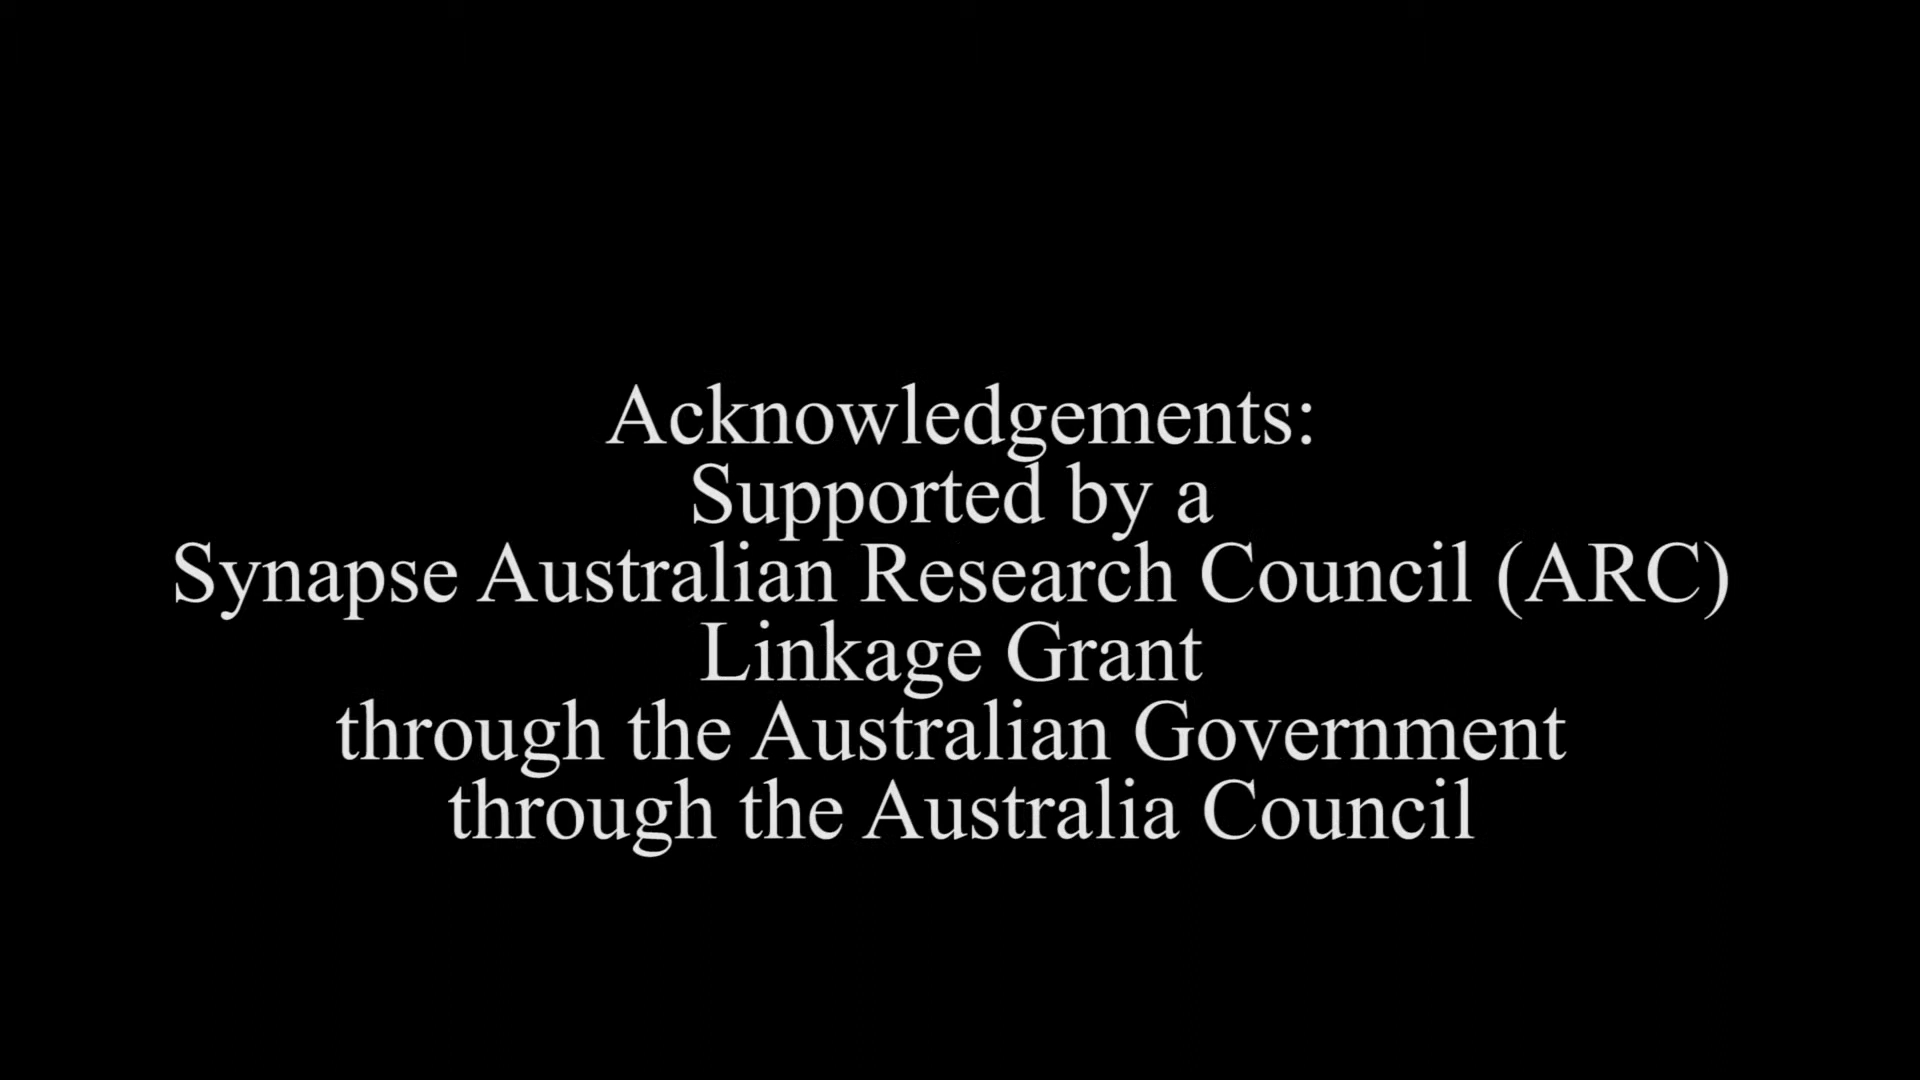 Acknowledgements:
Supported by a
Synapse Australian Research Council (ARC)
Linkage Grant
through the Australian Government
through the Australia Council